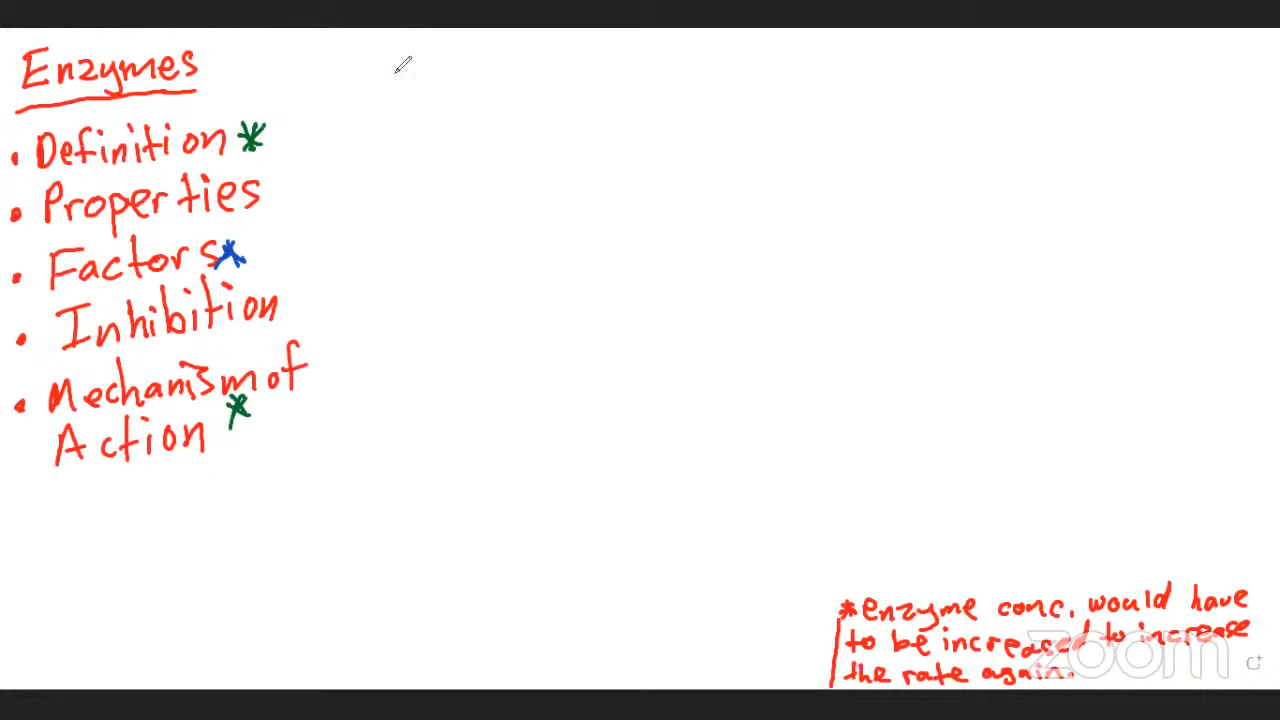 Enzymes
• Definition *
• Properties
• Factors *
• Inhibition
• Mechanism of
Action *
* enzyme conc. would have
to be increased to increase
the rate again.
zoom